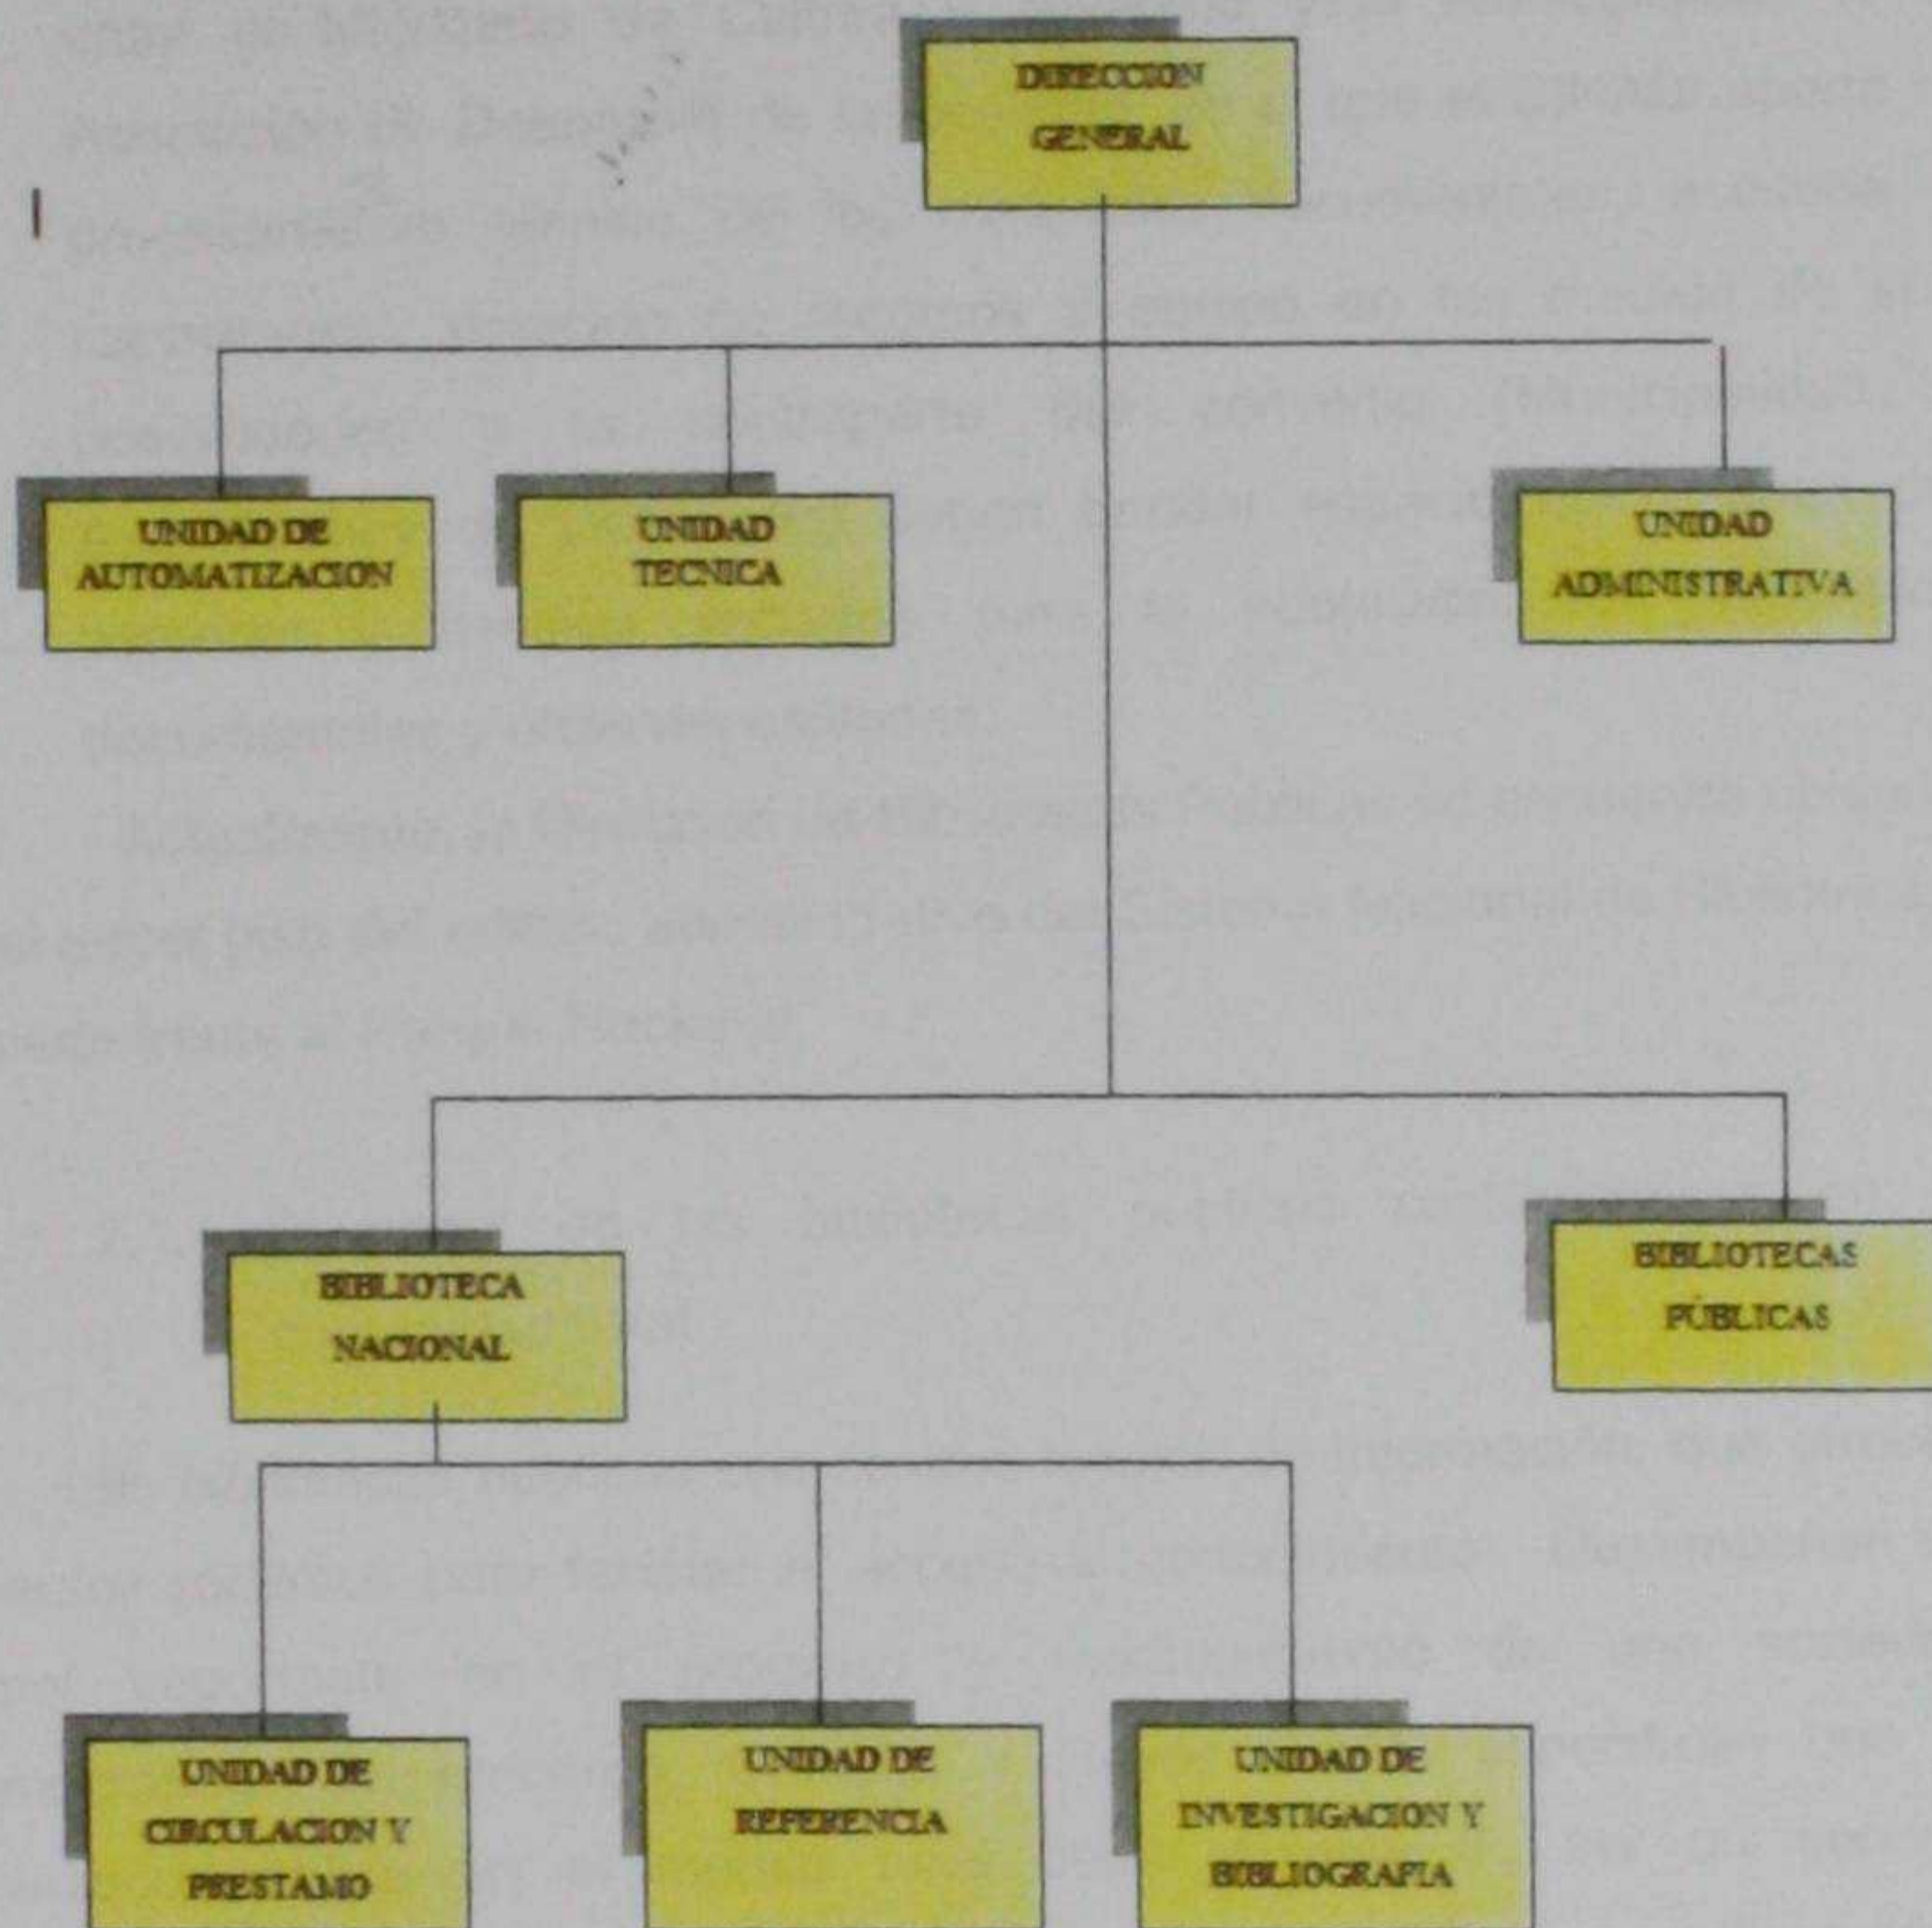 DIRECCION
GENERAL
UNIDAD DE
AUTOMATIZACION
UNIDAD
TECNICA
UNIDAD
ADMINISTRATIVA
BIBLIOTECA
NACIONAL
BIBLIOTECAS
PÚBLICAS
UNIDAD DE
CIRCULACION Y
PRESTAMO
UNIDAD DE
REFERENCIA
UNIDAD DE
INVESTIGACION Y
BIBLIOGRAFIA